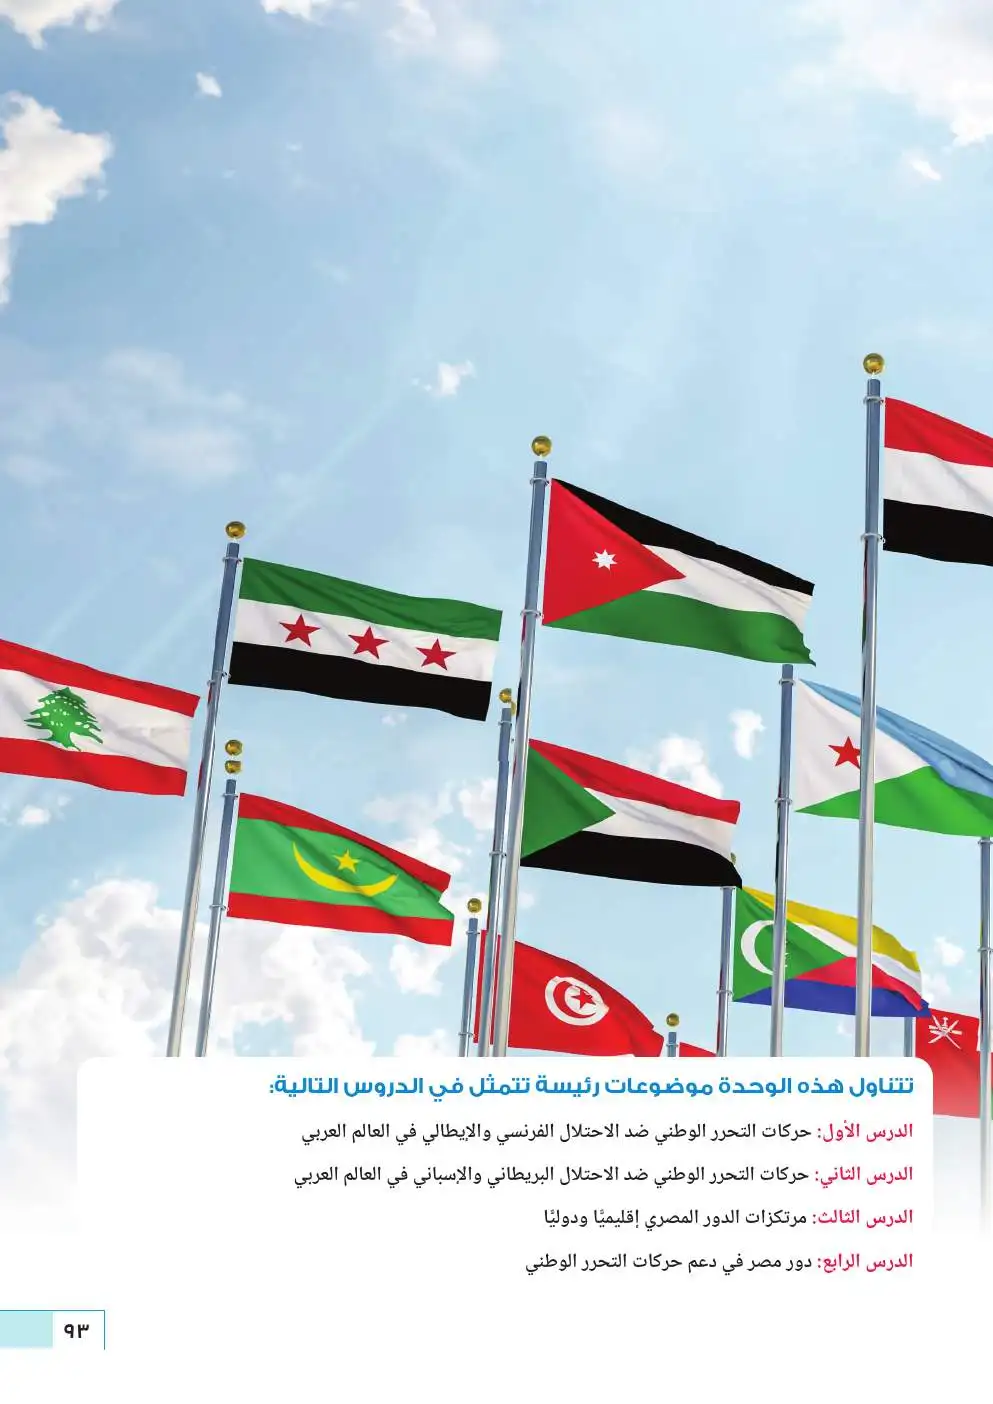 تتناول هذه الوحدة موضوعات رئيسة تتمثل في الدروس التالية:
الدرس الأول: حركات التحرر الوطني ضد الاحتلال الفرنسي والإيطالي في العالم العربي
الدرس الثاني: حركات التحرر الوطني ضد الاحتلال البريطاني والإسباني في العالم العربي
الدرس الثالث: مرتكزات الدور المصري إقليميًّا ودوليًّا
الدرس الرابع: دور مصر في دعم حركات التحرر الوطني
٩٣